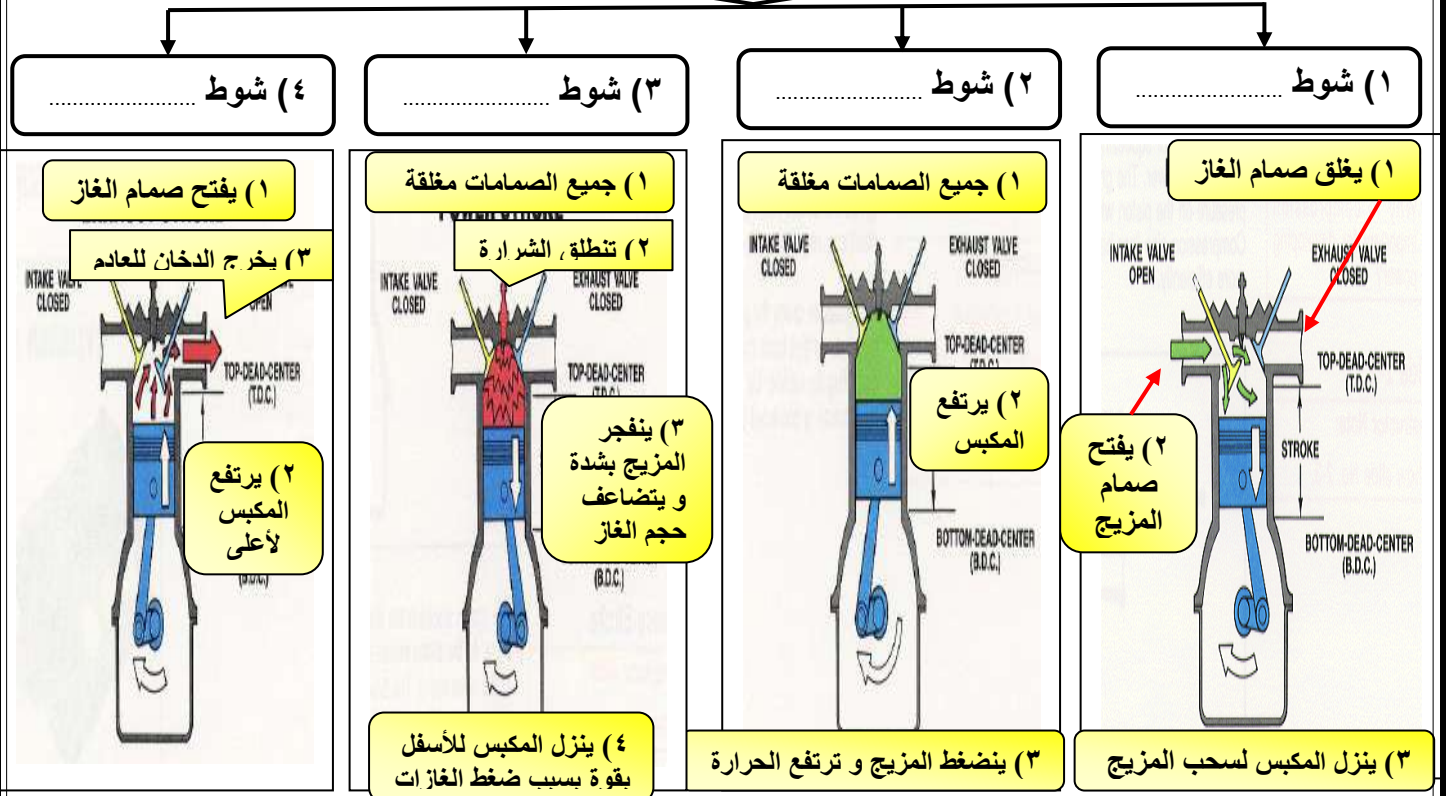 ١) شوط ........................
٢) شوط ........................
٣) شوط ........................
٤) شوط ........................
١) يغلق صمام الغاز
INTAKE VALVE
OPEN
EXHAUST VALVE
CLOSED
TOP-DEAD-CENTER
(T.D.C.)
٢) يفتح
صمام
المزيج
STROKE
BOTTOM-DEAD-CENTER
(B.D.C.)
٣) ينزل المكبس لسحب المزيج
١) جميع الصمامات مغلقة
INTAKE VALVE
CLOSED
EXHAUST VALVE
CLOSED
TOP-DEAD-CENTER
(T.D.C.)
٢) يرتفع
المكبس
BOTTOM-DEAD-CENTER
(B.D.C.)
٣) ينضغط المزيج و ترتفع الحرارة
١) جميع الصمامات مغلقة
POWER STROKE
٢) تنطلق الشرارة
INTAKE VALVE
CLOSED
EXHAUST VALVE
CLOSED
TOP-DEAD-CENTER
(T.D.C.)
٣) ينفجر
المزيج بشدة
و يتضاعف
حجم الغاز
(B.D.C.)
٤) ينزل المكبس للأسفل
بقوة بسبب ضغط الغازات
١) يفتح صمام الغاز
٣) يخرج الدخان للعادم
INTAKE VALVE
CLOSED
OPEN
TOP-DEAD-CENTER
(T.D.C.)
٢) يرتفع
المكبس
لأعلى
(B.D.C.)